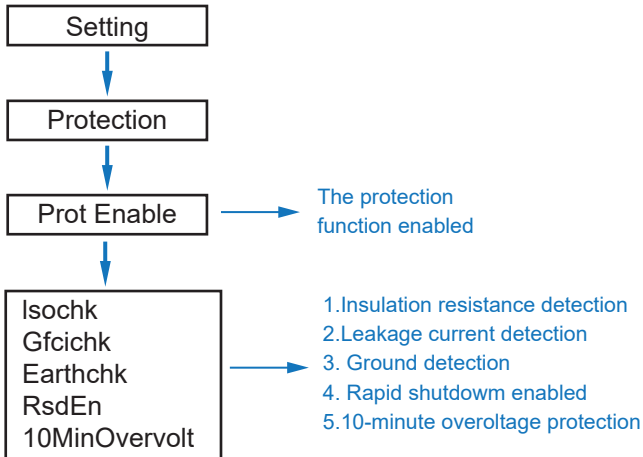 Setting
Protection
Prot Enable
The protection
function enabled
Isochk
Gfcichk
Earthchk
RsdEn
10MinOvervolt
1.Insulation resistance detection
2.Leakage current detection
3. Ground detection
4. Rapid shutdowm enabled
5.10-minute overoltage protection